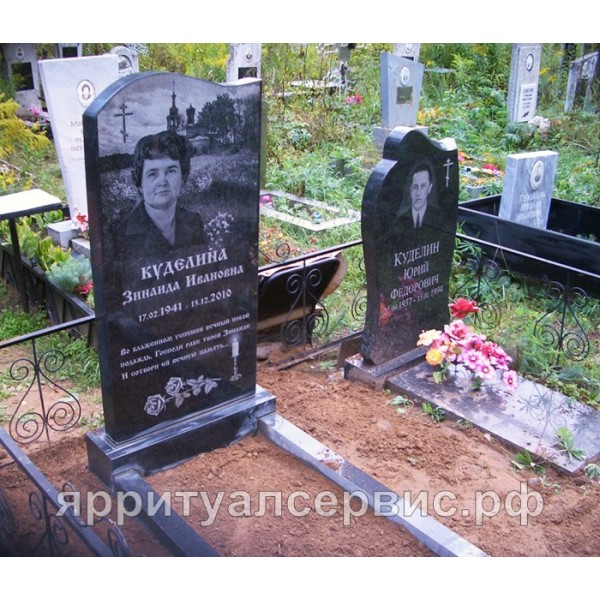 КУДЕЛИНА
ЗИНАИДА ИВАНОВНА
17.02.1941 - 15.12.2010
Во блаженном успении вечный покой
подаждь, Господи рабе твоей Зинаиде
И сотвори ей вечную память...
КУДЕЛИН
ЮРИЙ
ФЕДОРОВИЧ
ярритуалсервис.рф